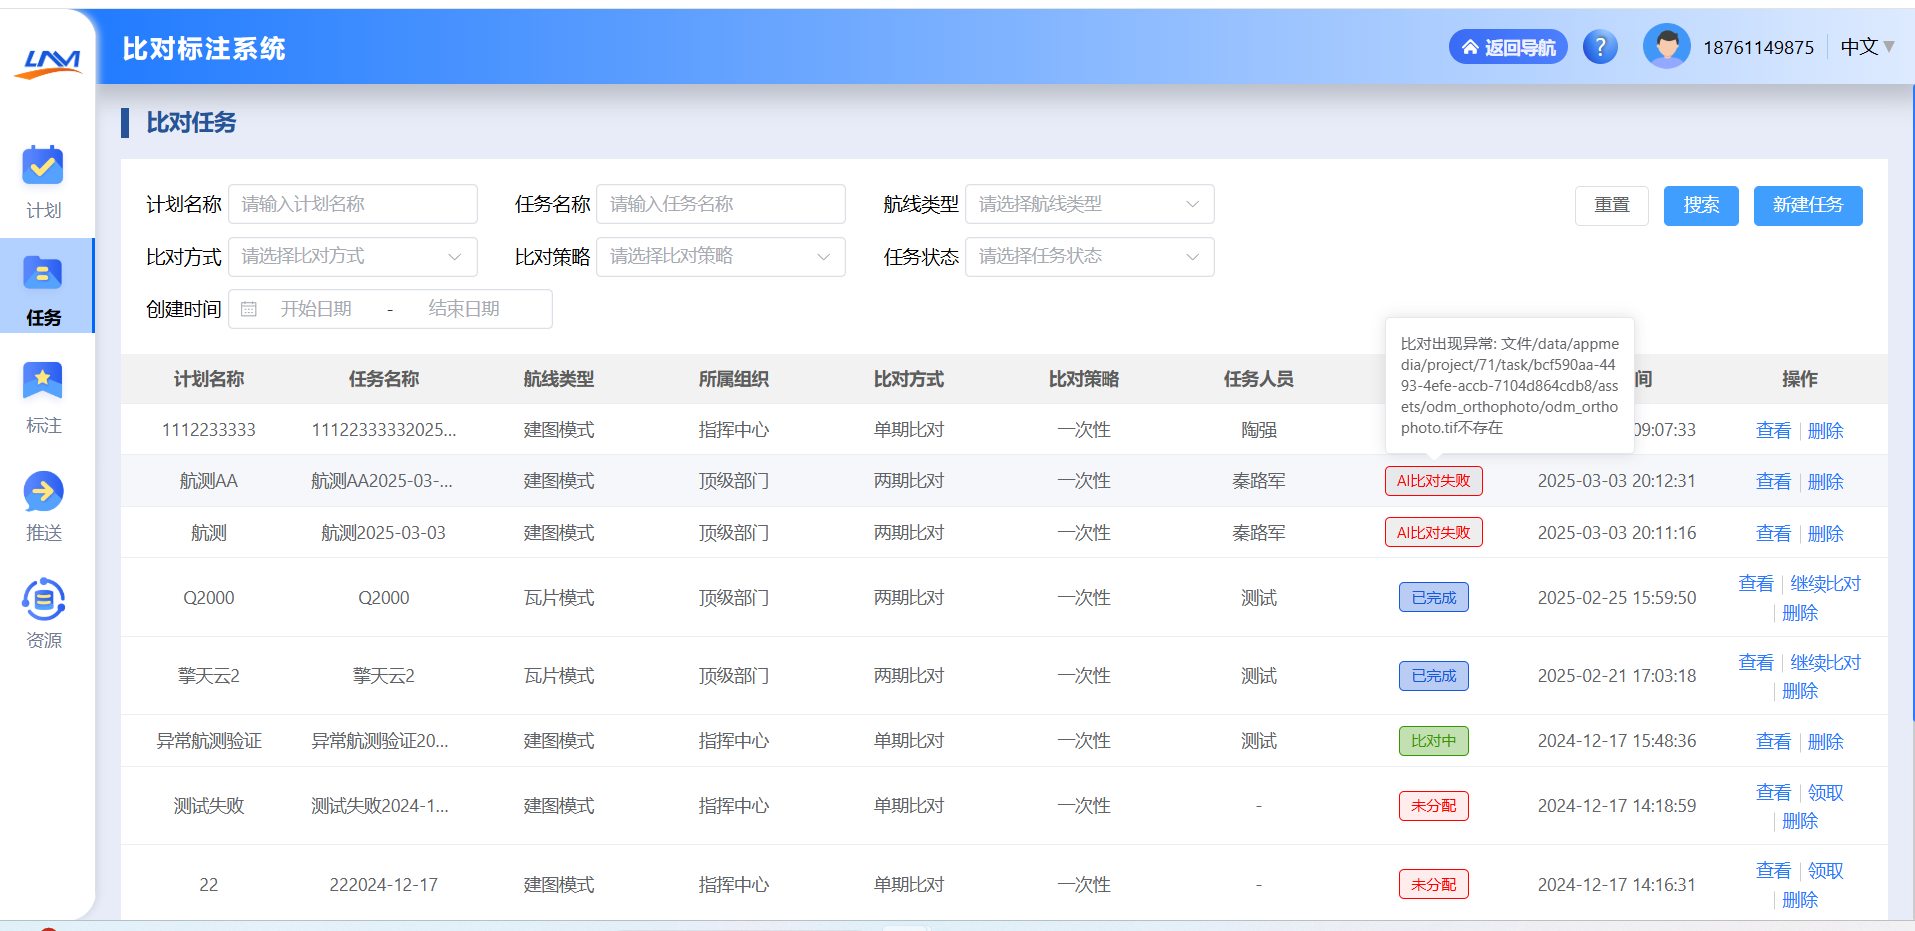 LNM
比对标注系统
返回导航
?
18761149875
中文
计划
任务
标注
推送
资源
比对任务
计划名称 请输入计划名称 任务名称 请输入任务名称 航线类型 请选择航线类型 重置 搜索 新建任务
比对方式 请选择比对方式 比对策略 请选择比对策略 任务状态 请选择任务状态
创建时间 开始日期 - 结束日期
比对出现异常: 文件/data/appme
dia/project/71/task/bcf590aa-44
93-4efe-accb-7104d864cdb8/ass
ets/odm_orthophoto/odm_ortho
photo.tif不存在
计划名称 任务名称 航线类型 所属组织 比对方式 比对策略 任务人员 间 操作
1112233333 11122333332025... 建图模式 指挥中心 单期比对 一次性 陶强 09:07:33 查看 删除
航测AA 航测AA2025-03-... 建图模式 顶级部门 两期比对 一次性 秦路军 AI比对失败 2025-03-03 20:12:31 查看 删除
航测 航测2025-03-03 建图模式 顶级部门 两期比对 一次性 秦路军 AI比对失败 2025-03-03 20:11:16 查看 删除
Q2000 Q2000 瓦片模式 顶级部门 两期比对 一次性 测试 已完成 2025-02-25 15:59:50 查看 继续比对
删除
擎天云2 擎天云2 瓦片模式 顶级部门 两期比对 一次性 测试 已完成 2025-02-21 17:03:18 查看 继续比对
删除
异常航测验证 异常航测验证20... 建图模式 指挥中心 单期比对 一次性 测试 比对中 2024-12-17 15:48:36 查看 删除
测试失败 测试失败2024-1... 建图模式 指挥中心 单期比对 一次性 - 未分配 2024-12-17 14:18:59 查看 领取
删除
22 222024-12-17 建图模式 指挥中心 单期比对 一次性 - 未分配 2024-12-17 14:16:31 查看 领取
删除